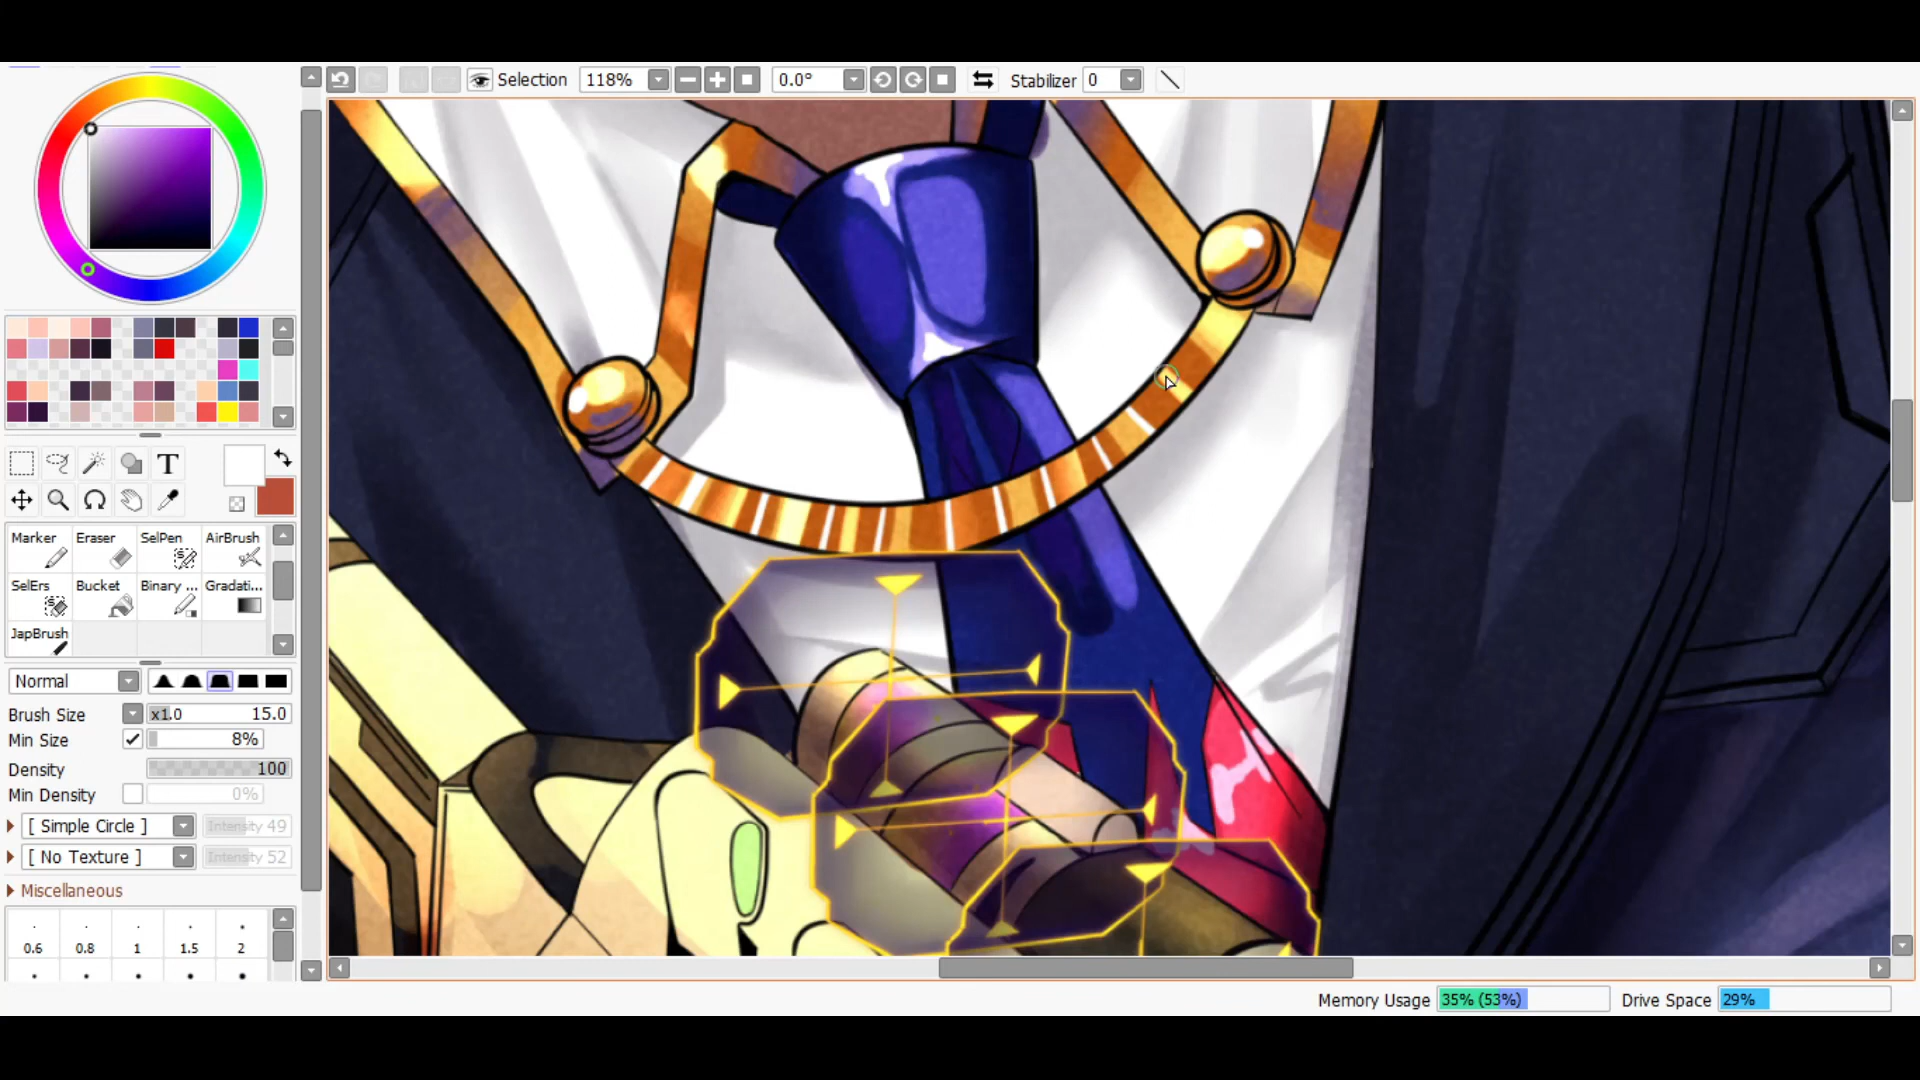 Selection 118% 0.0° Stabilizer 0
T
Marker Eraser SelPen AirBrush
SelErs Bucket Binary ... Gradati...
JapBrush
Normal
Brush Size x1.0 15.0
Min Size 8%
Density 100
Min Density 0%
[ Simple Circle ] Intensity 49
[ No Texture ] Intensity 52
Miscellaneous
0.6 0.8 1 1.5 2
Memory Usage 35% (53%) Drive Space 29%